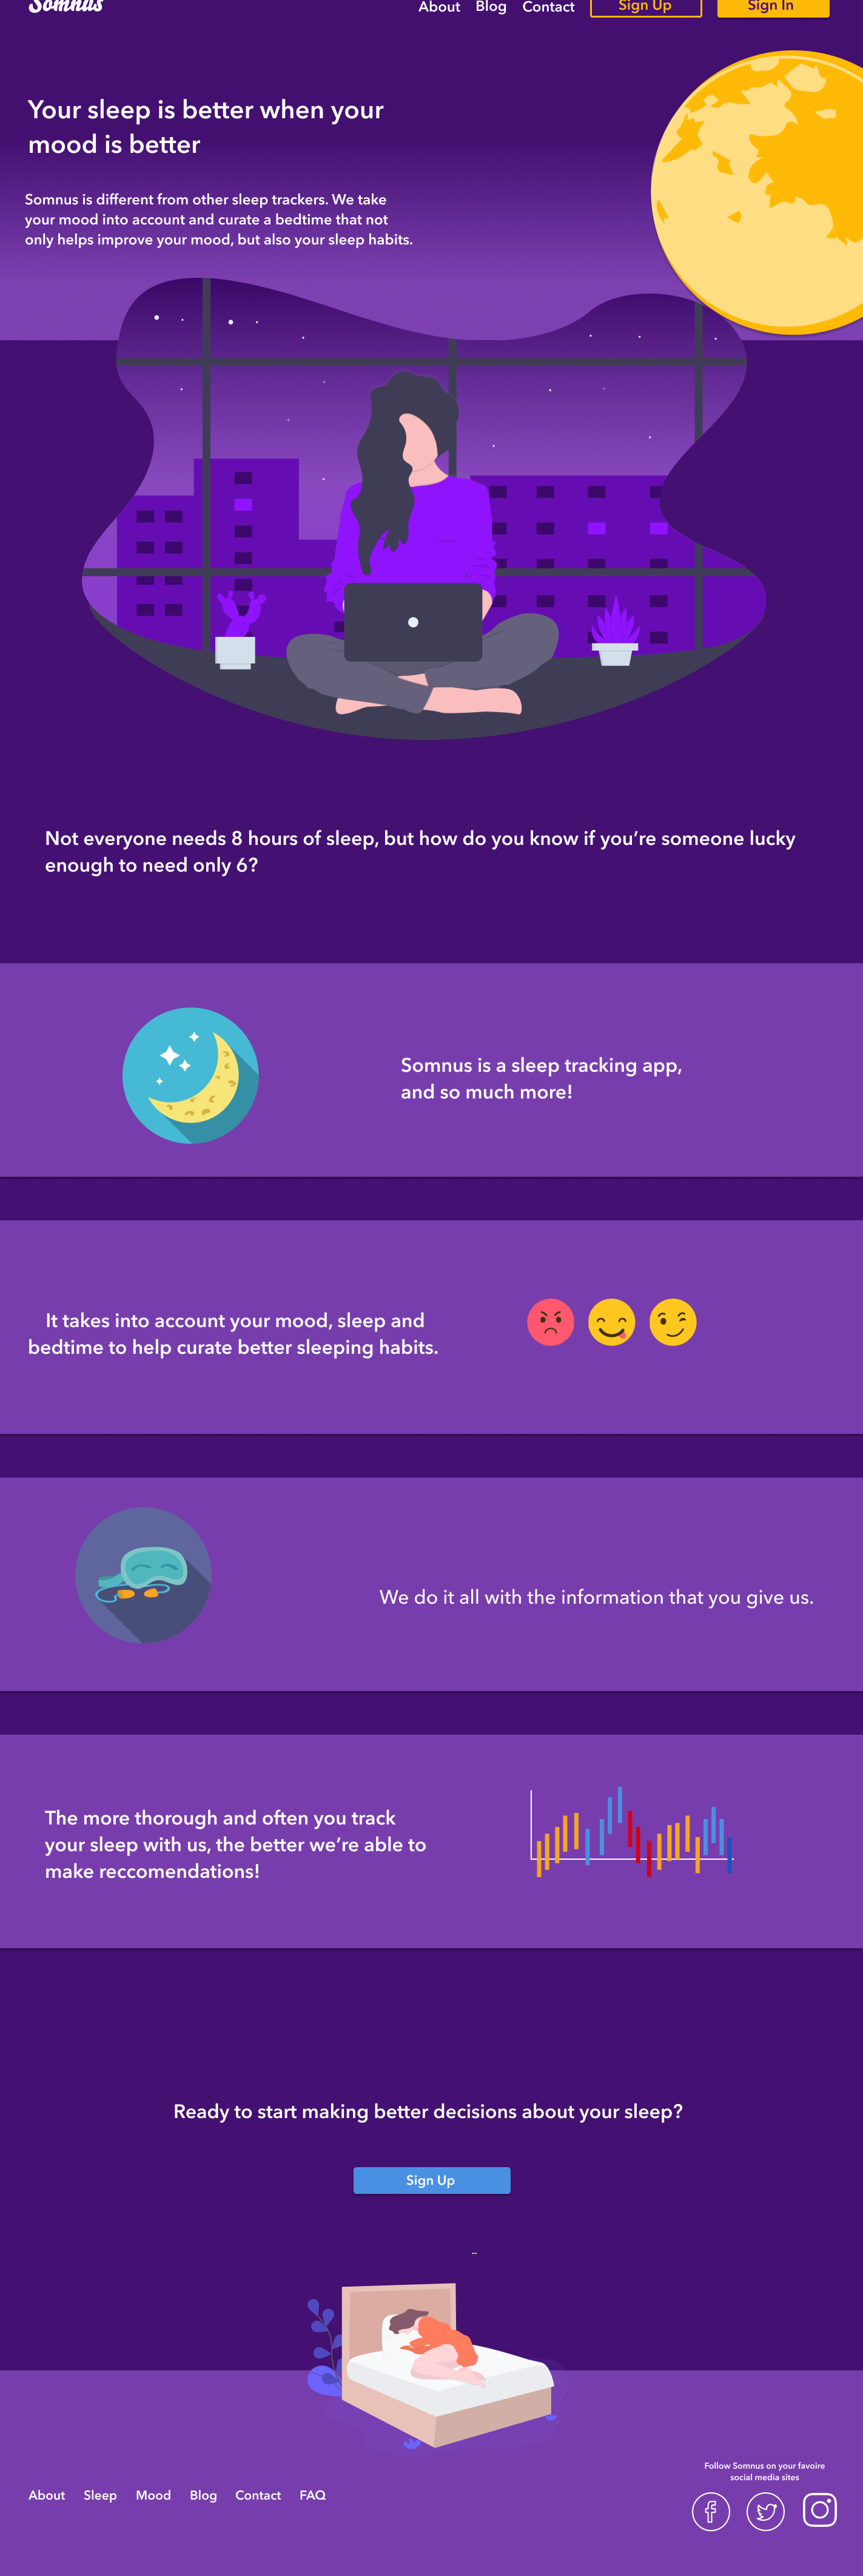 Somnus
About Blog Contact Sign Up Sign In
Your sleep is better when your
mood is better
Somnus is different from other sleep trackers. We take
your mood into account and curate a bedtime that not
only helps improve your mood, but also your sleep habits.
Not everyone needs 8 hours of sleep, but how do you know if you're someone lucky
enough to need only 6?
Somnus is a sleep tracking app,
and so much more!
It takes into account your mood, sleep and
bedtime to help curate better sleeping habits.
We do it all with the information that you give us.
The more thorough and often you track
your sleep with us, the better we're able to
make reccomendations!
Ready to start making better decisions about your sleep?
Sign Up
...
Follow Somnus on your favoire
social media sites
About Sleep Mood Blog Contact FAQ